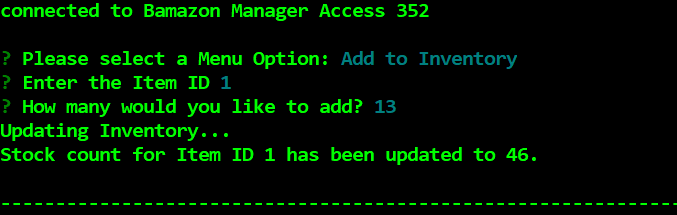 connected to Bamazon Manager Access 352
? Please select a Menu Option: Add to Inventory
? Enter the Item ID 1
? How many would you like to add? 13
Updating Inventory...
Stock count for Item ID 1 has been updated to 46.
---------------------------------------------------------